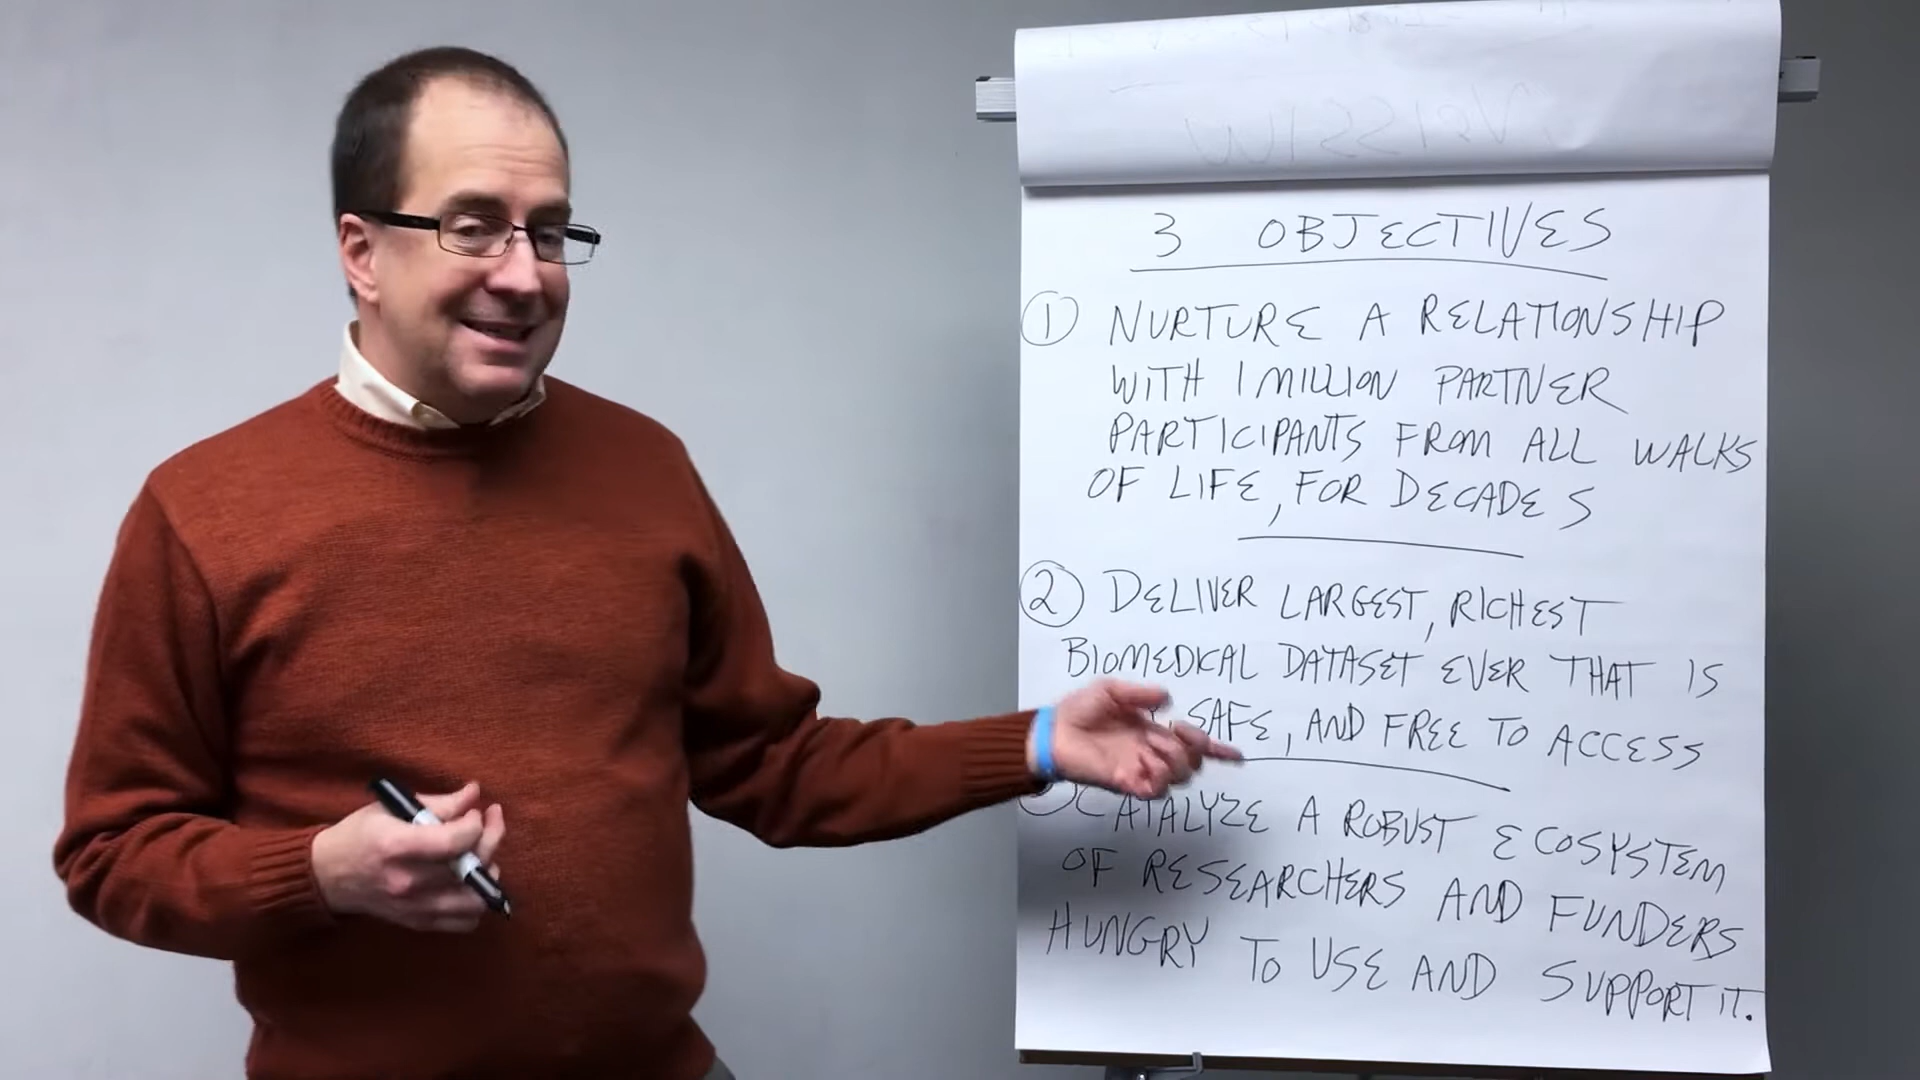 3 OBJECTIVES
① NURTURE A RELATIONSHIP
WITH 1 MILLION PARTNER
PARTICIPANTS FROM ALL WALKS
OF LIFE, FOR DECADES
② DELIVER LARGEST, RICHEST
BIOMEDICAL DATASET EVER THAT IS
SAFE, AND FREE TO ACCESS
CATALYZE A ROBUST ECOSYSTEM
OF RESEARCHERS AND FUNDERS
HUNGRY TO USE AND SUPPORT IT.